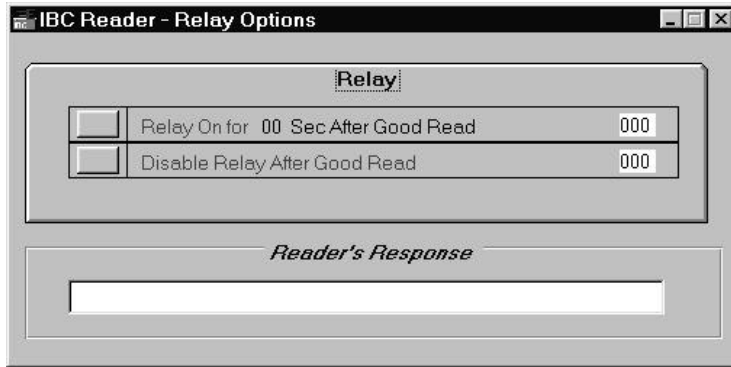 IBC Reader - Relay Options
Relay
Relay On for 00 Sec After Good Read 000
Disable Relay After Good Read 000
Reader's Response